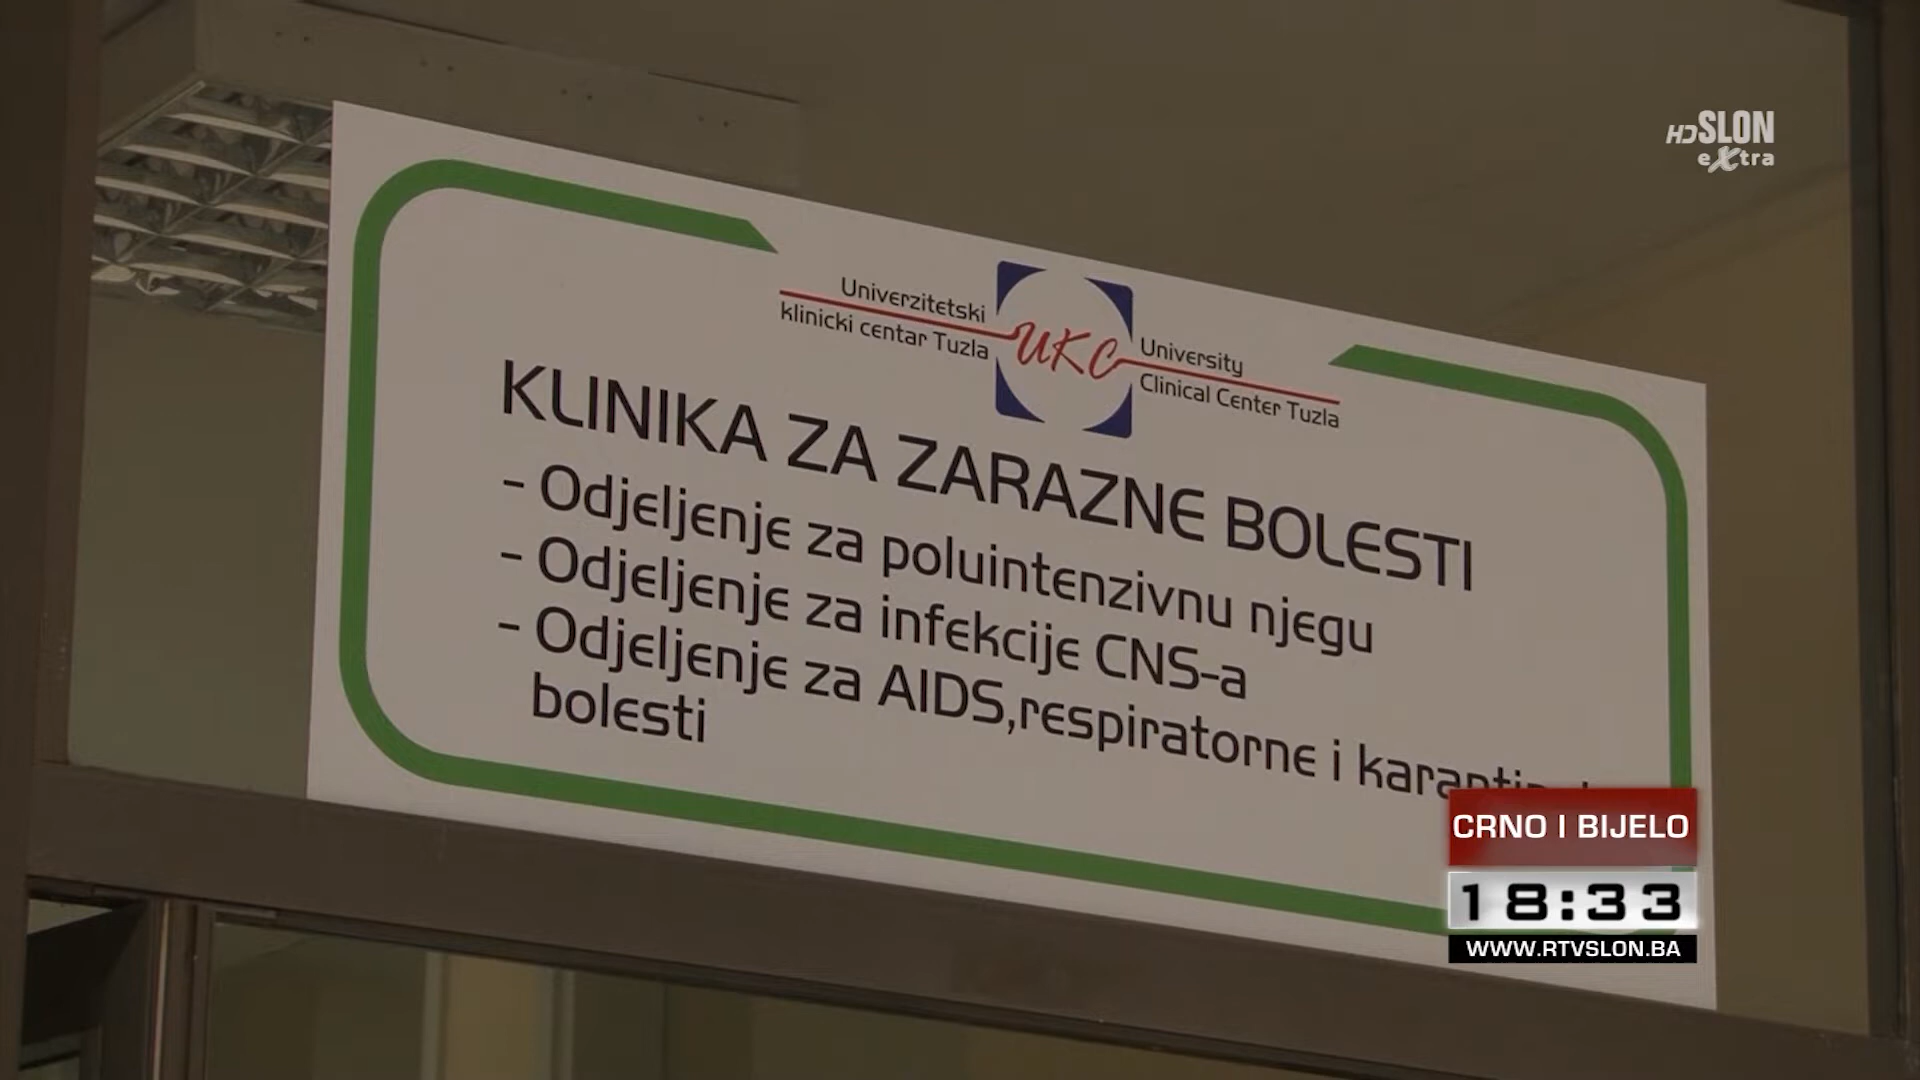 HD SLON
extra
Univerzitetski
klinicki centar Tuzla
UKC
University
Clinical Center Tuzla
KLINIKA ZA ZARAZNE BOLESTI
- Odjeljenje za poluintenzivnu njegu
- Odjeljenje za infekcije CNS-a
- Odjeljenje za AIDS,respiratorne i
bolesti
CRNO I BIJELO
18:33
WWW.RTVSLON.BA